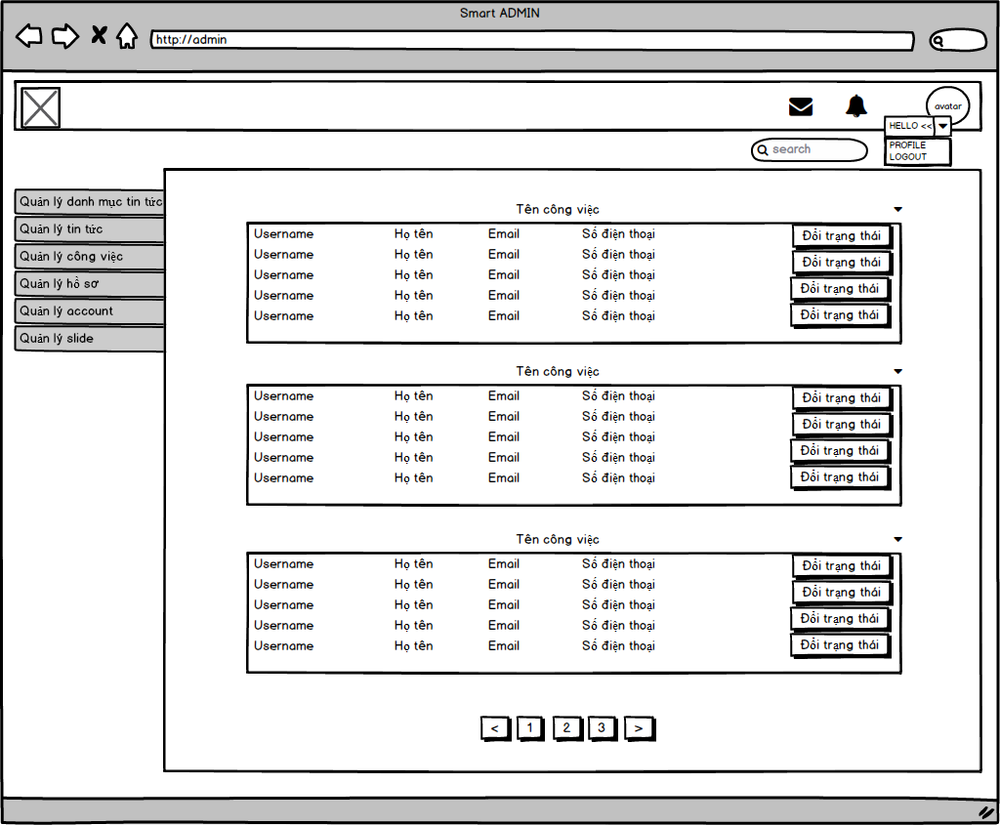 Smart ADMIN
http://admin
avatar
HELLO <<
search
PROFILE
LOGOUT
Quản lý danh mục tin tức
Quản lý tin tức
Quản lý công việc
Quản lý hồ sơ
Quản lý account
Quản lý slide
Tên công việc
Username Họ tên Email Số điện thoại Đổi trạng thái
Username Họ tên Email Số điện thoại Đổi trạng thái
Username Họ tên Email Số điện thoại Đổi trạng thái
Username Họ tên Email Số điện thoại Đổi trạng thái
Username Họ tên Email Số điện thoại
Tên công việc
Username Họ tên Email Số điện thoại Đổi trạng thái
Username Họ tên Email Số điện thoại Đổi trạng thái
Username Họ tên Email Số điện thoại Đổi trạng thái
Username Họ tên Email Số điện thoại Đổi trạng thái
Username Họ tên Email Số điện thoại
Tên công việc
Username Họ tên Email Số điện thoại Đổi trạng thái
Username Họ tên Email Số điện thoại Đổi trạng thái
Username Họ tên Email Số điện thoại Đổi trạng thái
Username Họ tên Email Số điện thoại Đổi trạng thái
Username Họ tên Email Số điện thoại
< 1 2 3 >